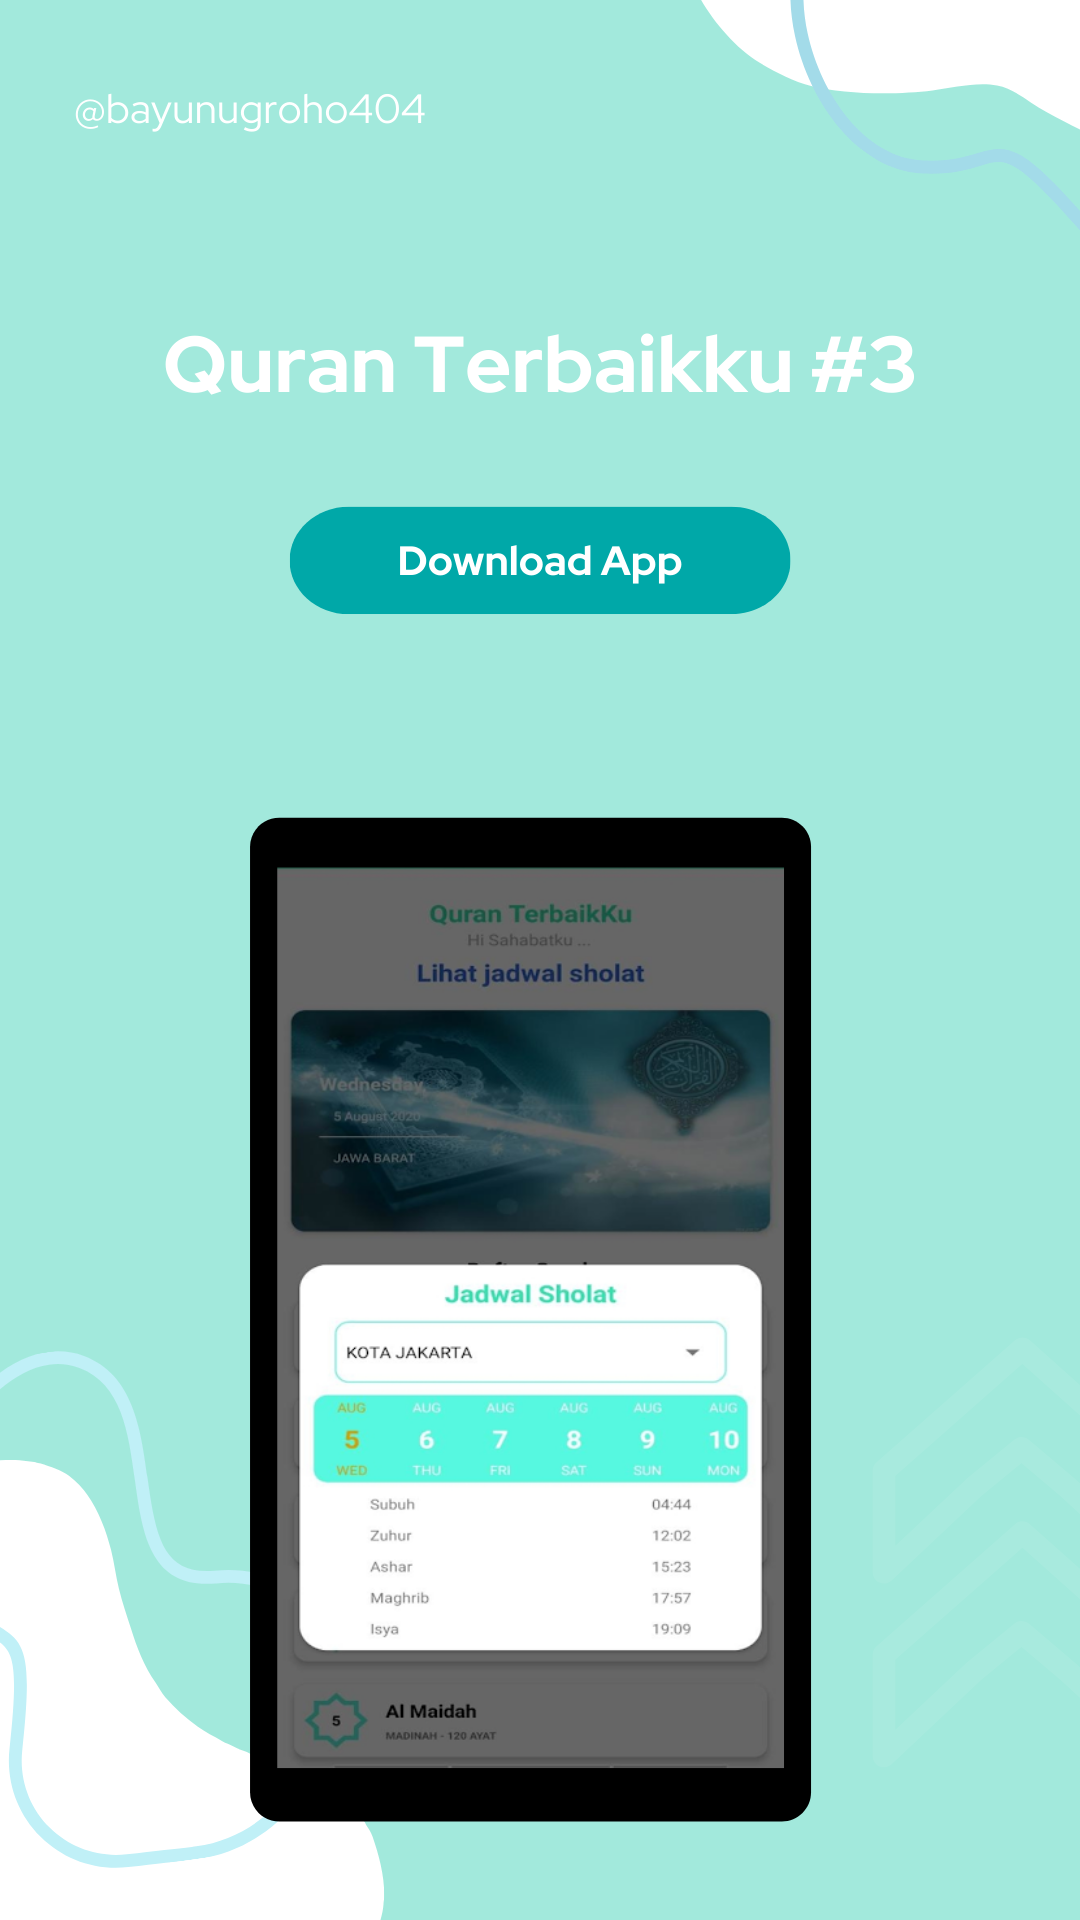 @bayunugroho404
Quran Terbaikku #3
Download App
Quran TerbaikKu
Hi Sahabatku ...
Lihat jadwal sholat
Wednesday,
5 August 2020
JAWA BARAT
Jadwal Sholat
KOTA JAKARTA
AUG AUG AUG AUG AUG AUG
5 6 7 8 9 10
WED THU FRI SAT SUN MON
Subuh 04:44
Zuhur 12:02
Ashar 15:23
Maghrib 17:57
Isya 19:09
5 Al Maidah
MADINAH - 120 AYAT